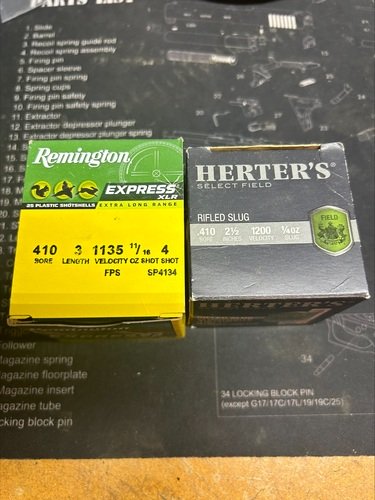 PARTS LIST
1. Slide
2. Barrel
3. Recoil spring guide rod
4. Recoil spring assembly
5. Firing pin
6. Spacer sleeve
7. Firing pin spring
8. Spring cups
9. Firing pin safety
10. Firing pin safety spring
11. Extractor
12. Extractor depressor plunger
13. Extractor depressor plunger spring
Remington
EXPRESS
XLR
25 PLASTIC SHOTSHELLS EXTRA LONG RANGE
410 3 1135 11/16 4
BORE LENGTH VELOCITY OZ SHOT SHOT
FPS SP4134
Remington
HERTER'S
SELECT FIELD
RIFLED SLUG
FIELD
.410 2½ 1200 ¼oz
BORE INCHES VELOCITY SLUG
HERTER'S
Follower
Magazine spring
Magazine floorplate
Magazine insert
Magazine tube
cking block pin
34
34 LOCKING BLOCK PIN
(except G17/17C/17L/19/19C/25)